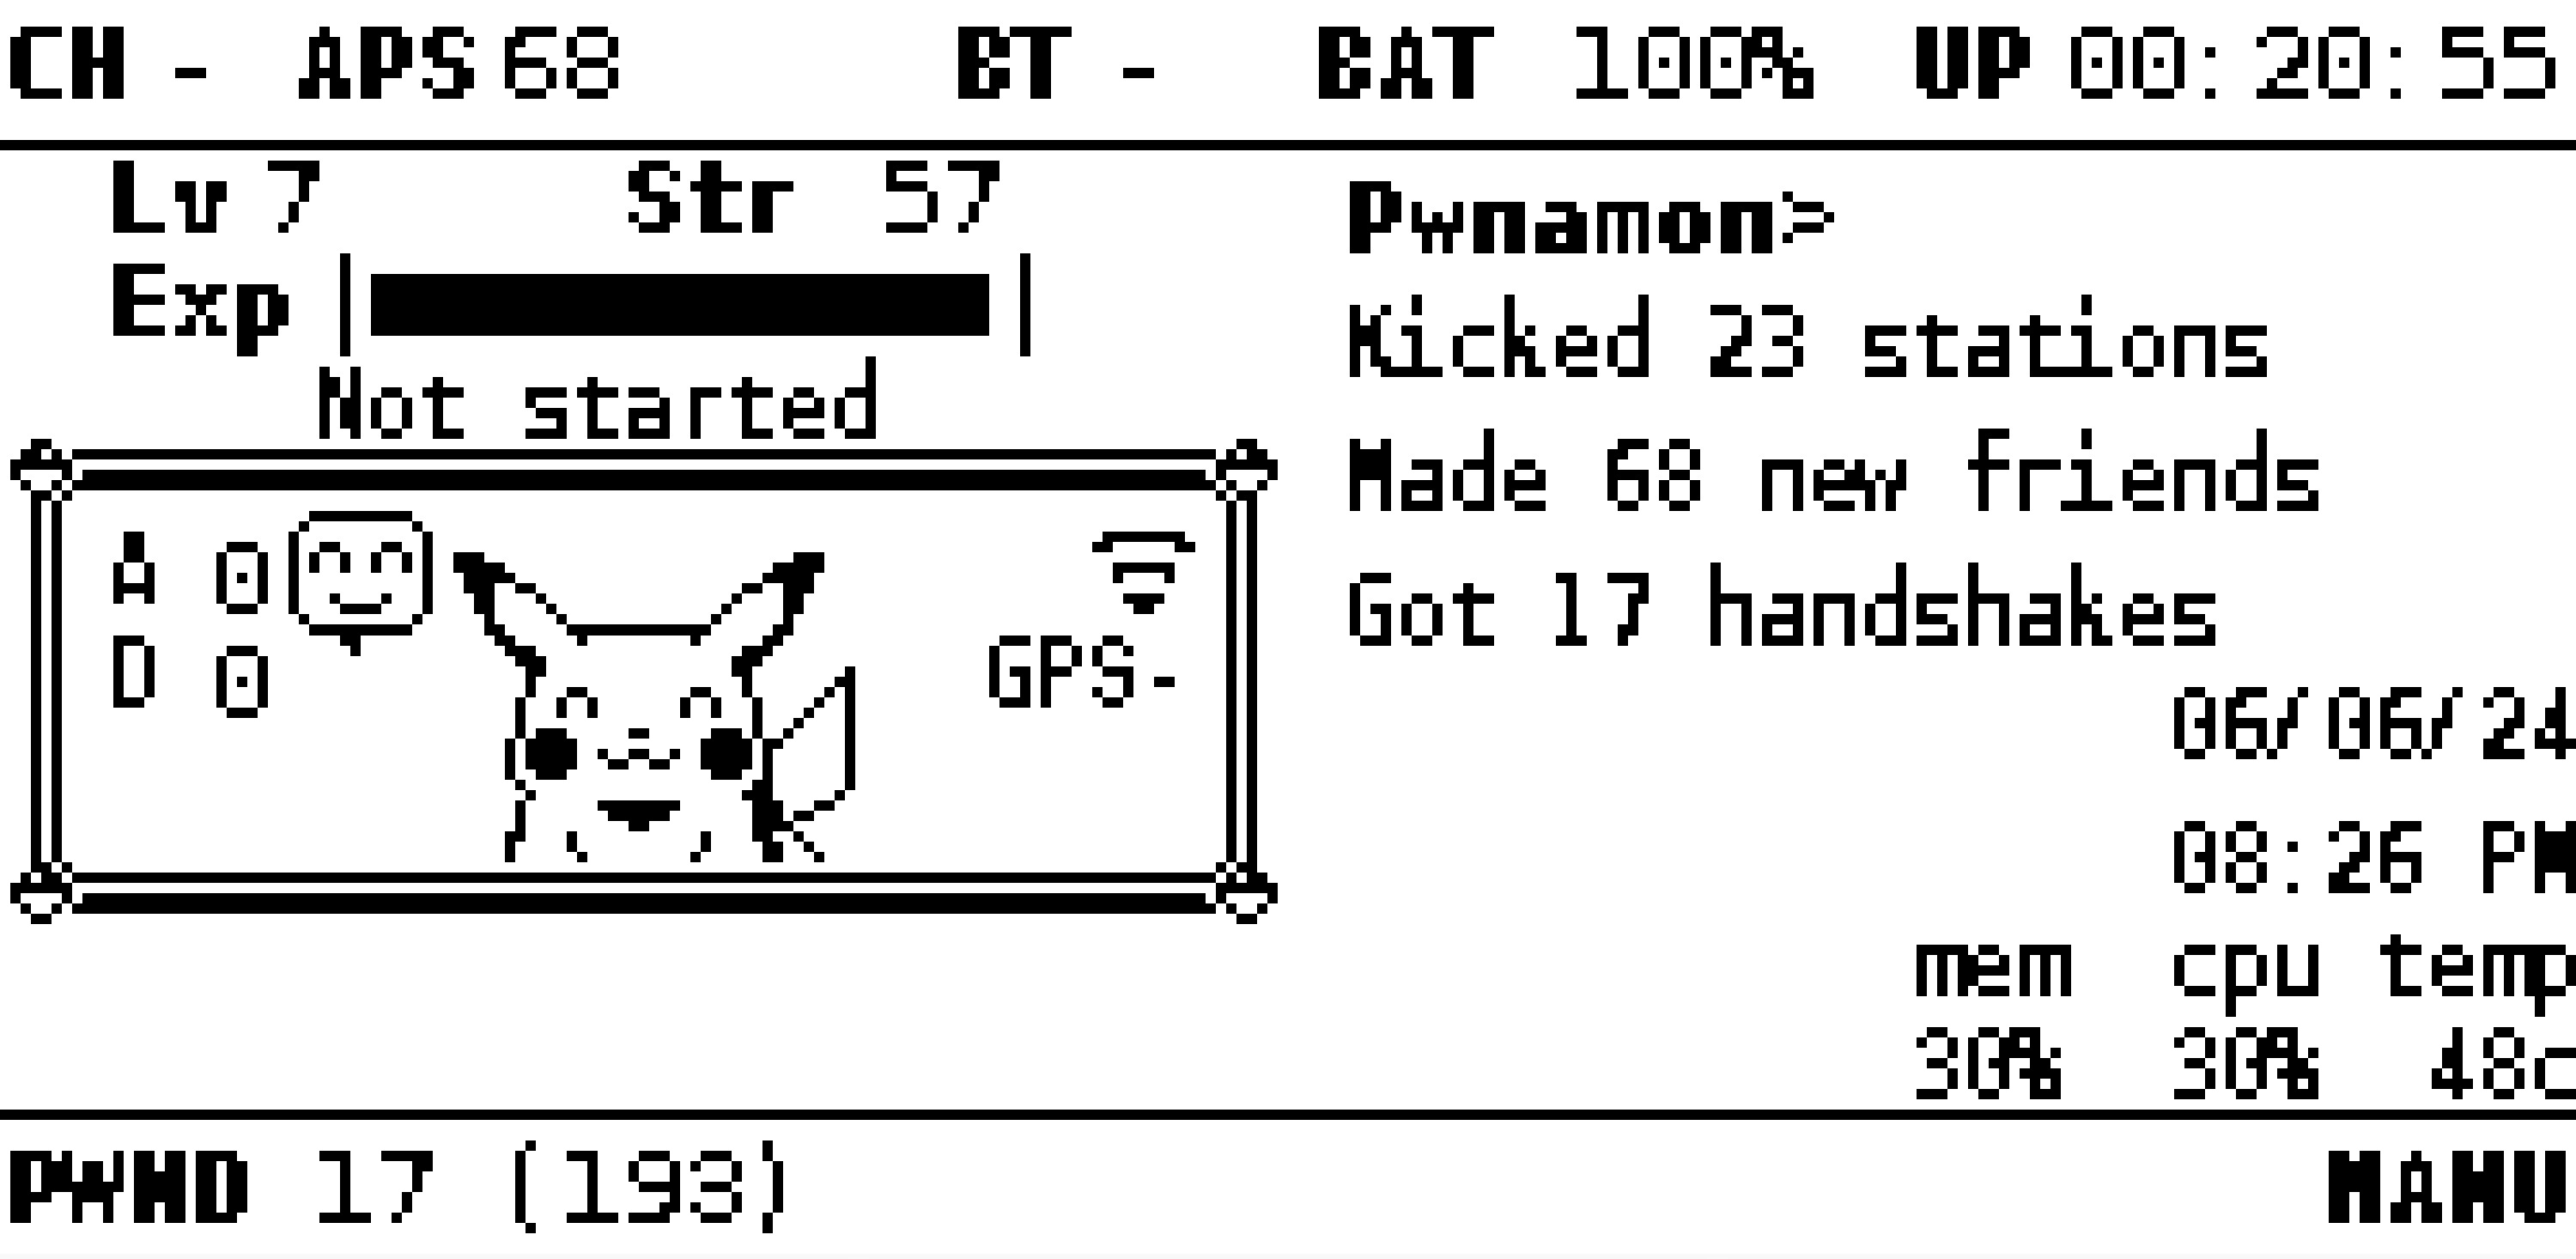 CH - APS 68 BT - BAT 100% UP 00:20:55
Lv 7 Str 57
Exp
Not started
A 0
D 0
GPS-
Pwnamon>
Kicked 23 stations
Made 68 new friends
Got 17 handshakes
06/06/24
08:26 PM
mem cpu temp
30% 30% 48c
PWND 17 (193) MANU